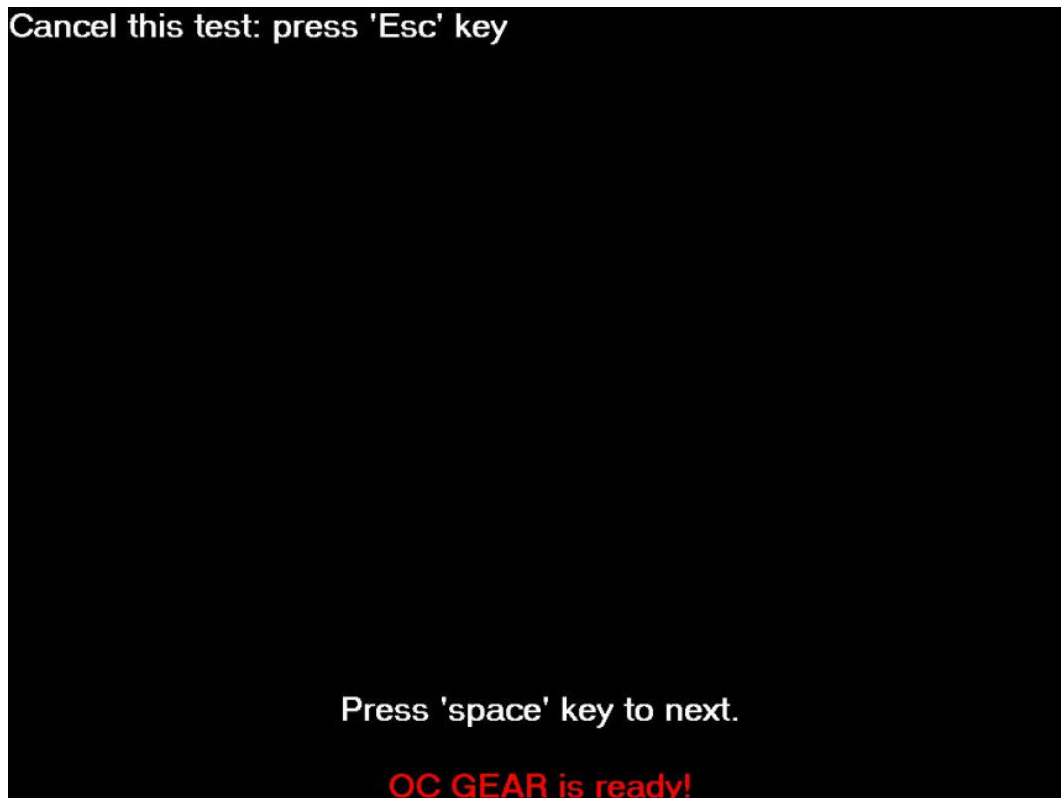 Cancel this test: press 'Esc' key
Press 'space' key to next.
OC GEAR is ready!